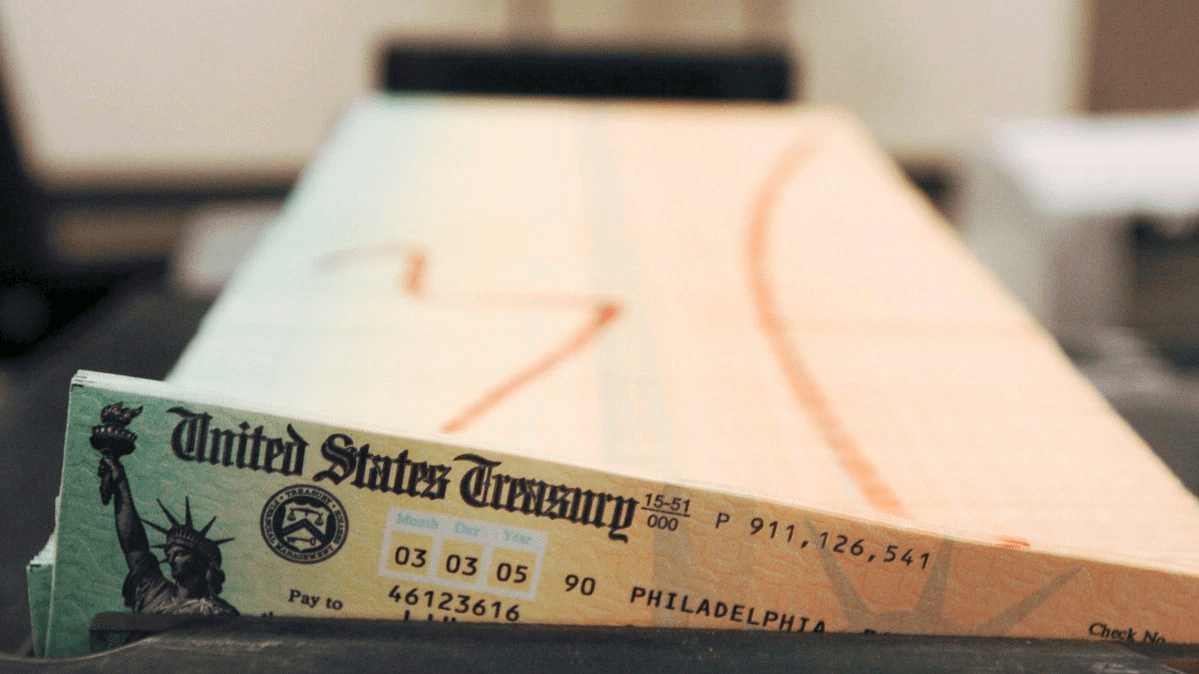 United States Treasury 15-51 P 911,126,541
000
Month Day Year
03 03 05 90 PHILADELPHIA,
Pay to 46123616
Check No.